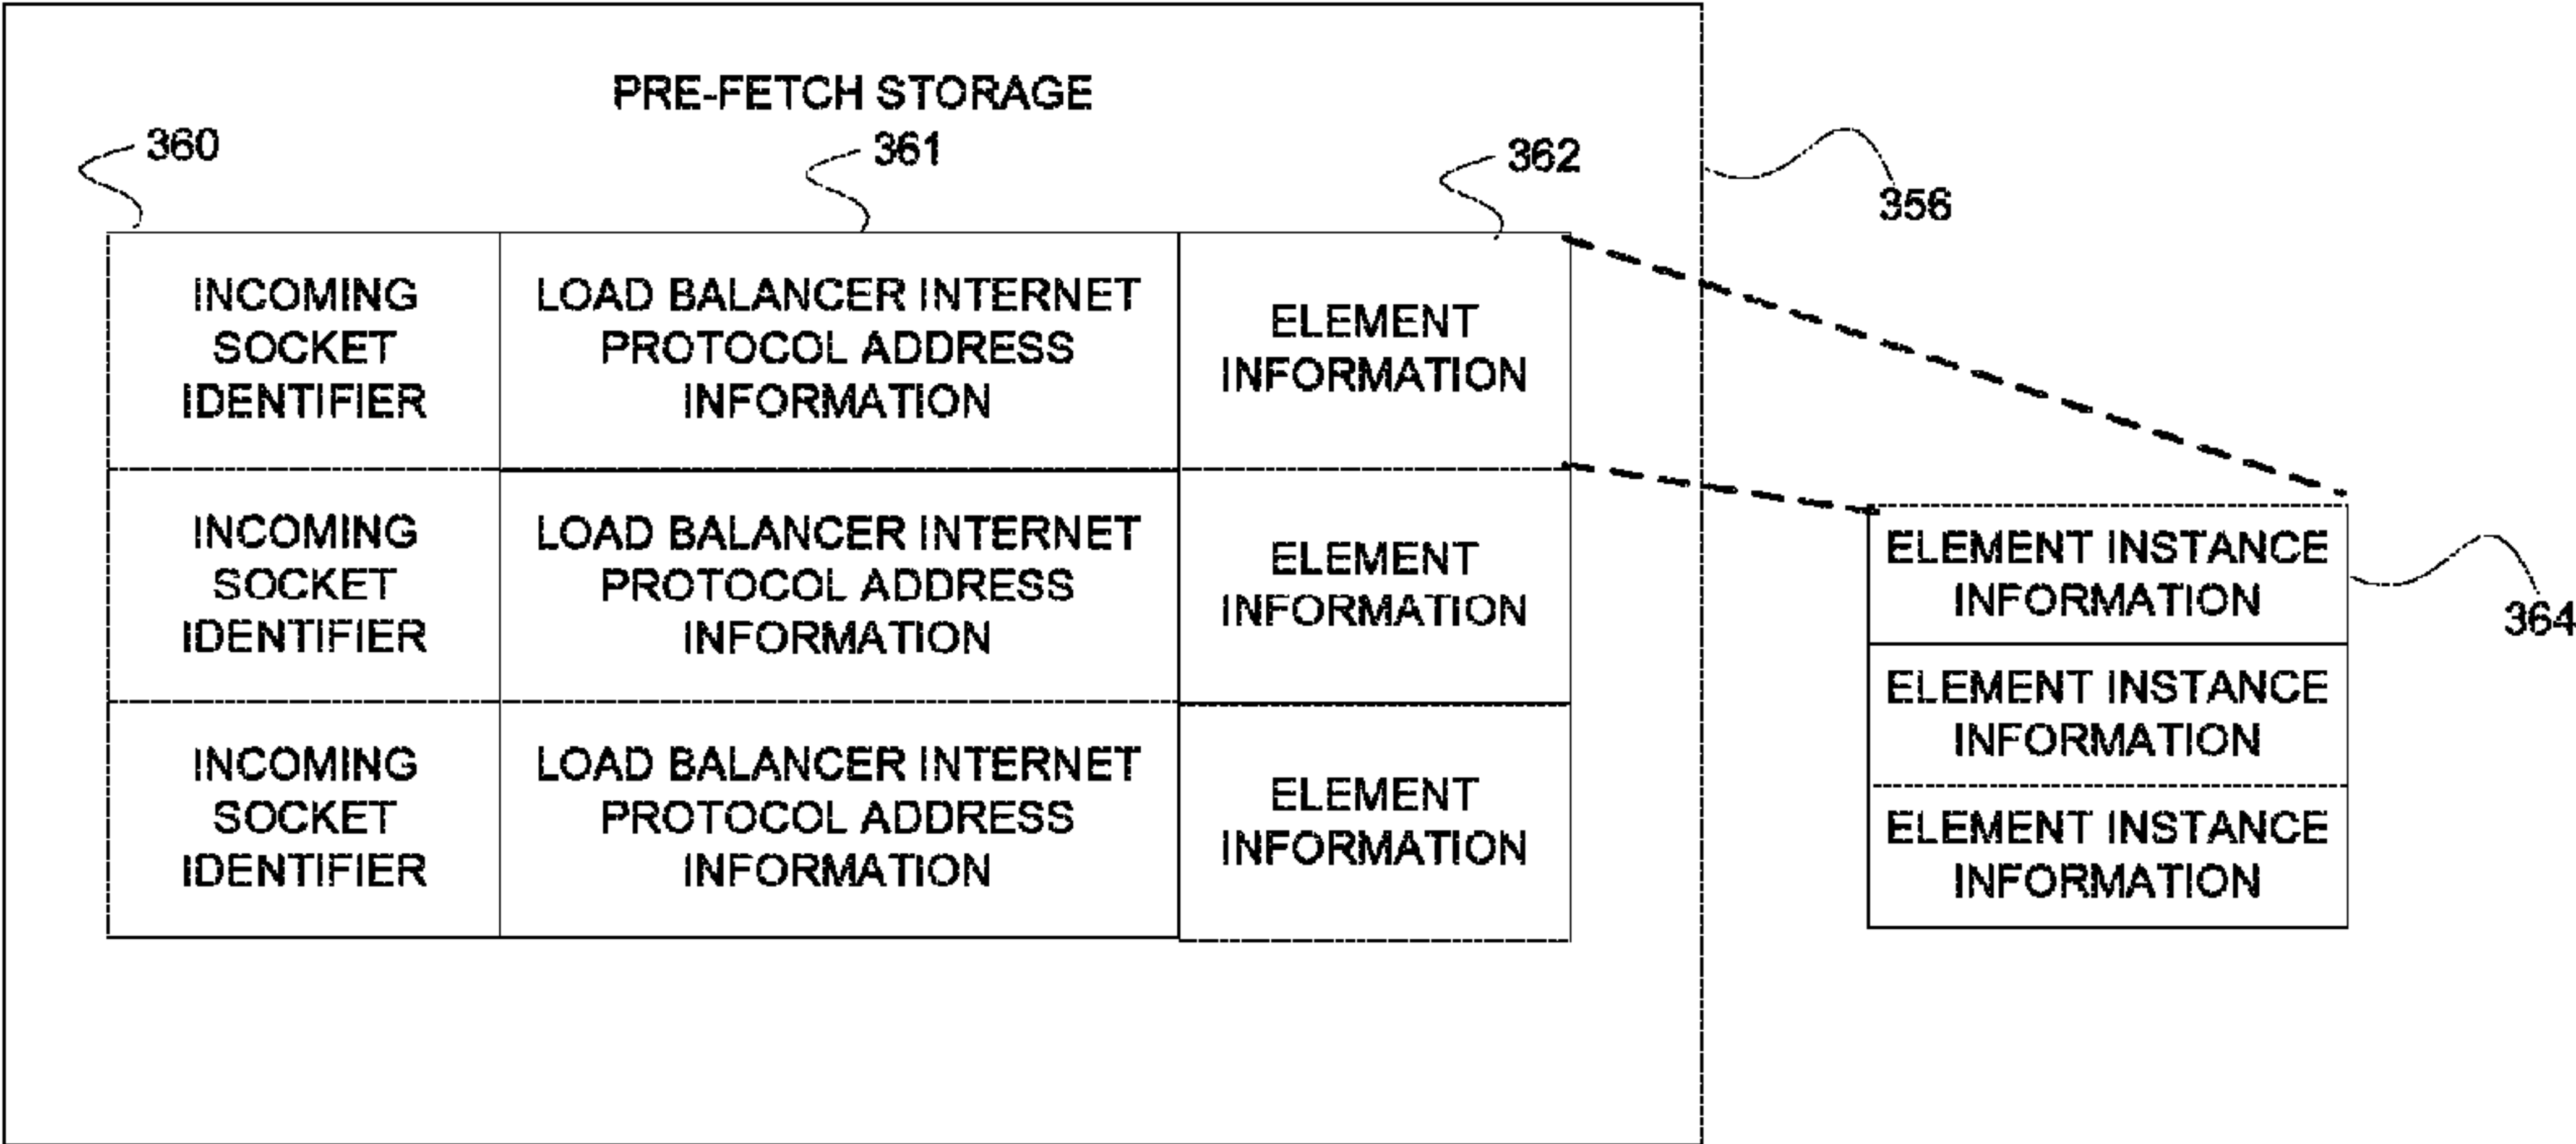 PRE-FETCH STORAGE
360
361
362
356
INCOMING
SOCKET
IDENTIFIER
LOAD BALANCER INTERNET
PROTOCOL ADDRESS
INFORMATION
ELEMENT
INFORMATION
INCOMING
SOCKET
IDENTIFIER
LOAD BALANCER INTERNET
PROTOCOL ADDRESS
INFORMATION
ELEMENT
INFORMATION
INCOMING
SOCKET
IDENTIFIER
LOAD BALANCER INTERNET
PROTOCOL ADDRESS
INFORMATION
ELEMENT
INFORMATION
ELEMENT INSTANCE
INFORMATION
364
ELEMENT INSTANCE
INFORMATION
ELEMENT INSTANCE
INFORMATION